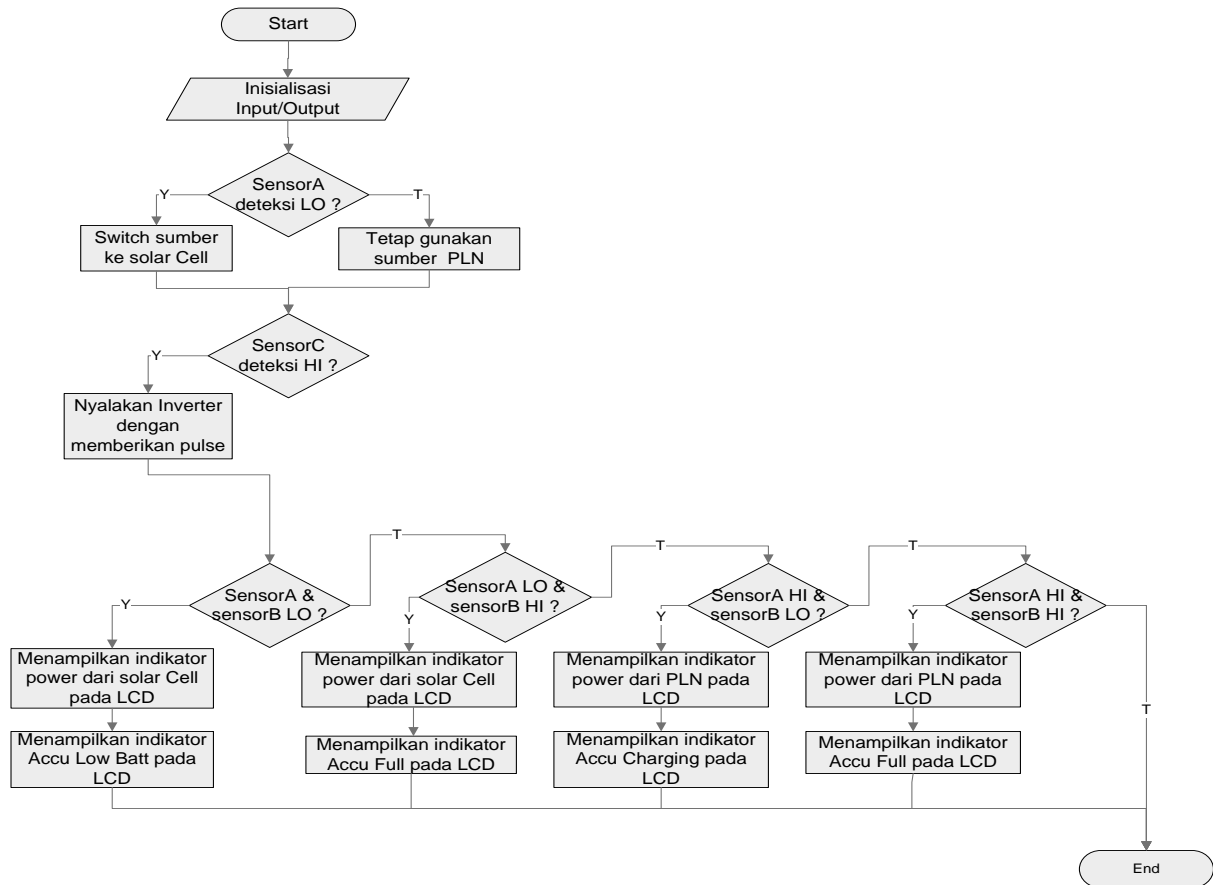 Start
Inisialisasi
Input/Output
SensorA
deteksi LO ?
Y
T
Switch sumber
ke solar Cell
Tetap gunakan
sumber PLN
SensorC
deteksi HI ?
Y
Nyalakan Inverter
dengan
memberikan pulse
SensorA &
sensorB LO ?
Y
T
SensorA LO &
sensorB HI ?
Y
T
SensorA HI &
sensorB LO ?
Y
T
SensorA HI &
sensorB HI ?
Y
T
Menampilkan indikator
power dari solar Cell
pada LCD
Menampilkan indikator
power dari solar Cell
pada LCD
Menampilkan indikator
power dari PLN pada
LCD
Menampilkan indikator
power dari PLN pada
LCD
Menampilkan indikator
Accu Low Batt pada
LCD
Menampilkan indikator
Accu Full pada LCD
Menampilkan indikator
Accu Charging pada
LCD
Menampilkan indikator
Accu Full pada LCD
End